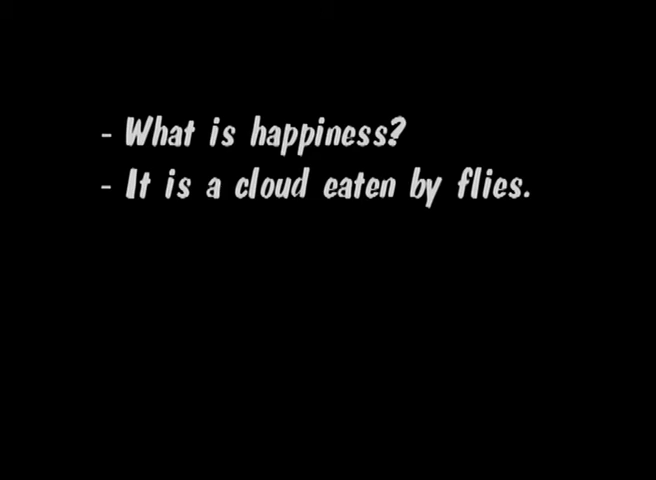 - What is happiness?
- It is a cloud eaten by flies.